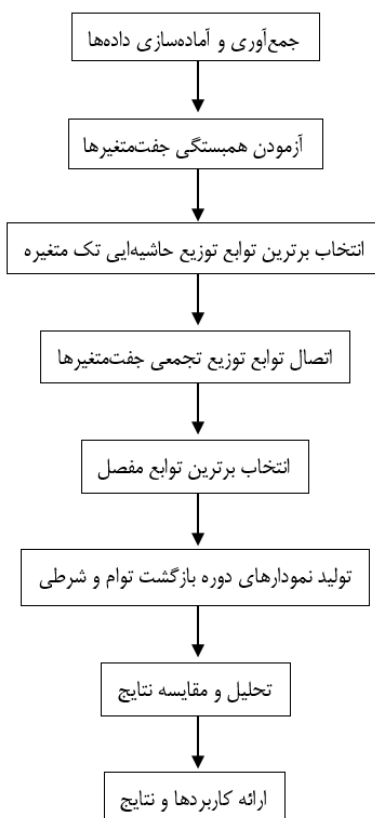 جمع‌آوری و آماده‌سازی داده‌ها
آزمودن همبستگی جفت‌متغیرها
انتخاب برترین توابع توزیع حاشیه‌ایی تک متغیره
اتصال توابع توزیع تجمعی جفت‌متغیرها
انتخاب برترین توابع مفصل
تولید نمودارهای دوره بازگشت توام و شرطی
تحلیل و مقایسه نتایج
ارائه کاربردها و نتایج